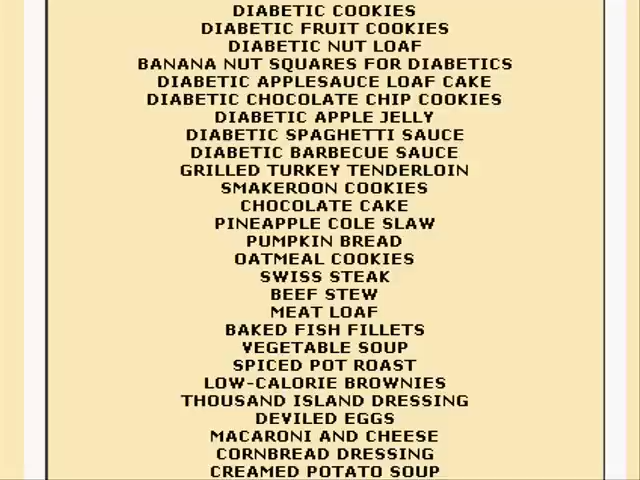 DIABETIC COOKIES
DIABETIC FRUIT COOKIES
DIABETIC NUT LOAF
BANANA NUT SQUARES FOR DIABETICS
DIABETIC APPLESAUCE LOAF CAKE
DIABETIC CHOCOLATE CHIP COOKIES
DIABETIC APPLE JELLY
DIABETIC SPAGHETTI SAUCE
DIABETIC BARBECUE SAUCE
GRILLED TURKEY TENDERLOIN
SMAKEROON COOKIES
CHOCOLATE CAKE
PINEAPPLE COLE SLAW
PUMPKIN BREAD
OATMEAL COOKIES
SWISS STEAK
BEEF STEW
MEAT LOAF
BAKED FISH FILLETS
VEGETABLE SOUP
SPICED POT ROAST
LOW-CALORIE BROWNIES
THOUSAND ISLAND DRESSING
DEVILED EGGS
MACARONI AND CHEESE
CORNBREAD DRESSING
CREAMED POTATO SOUP